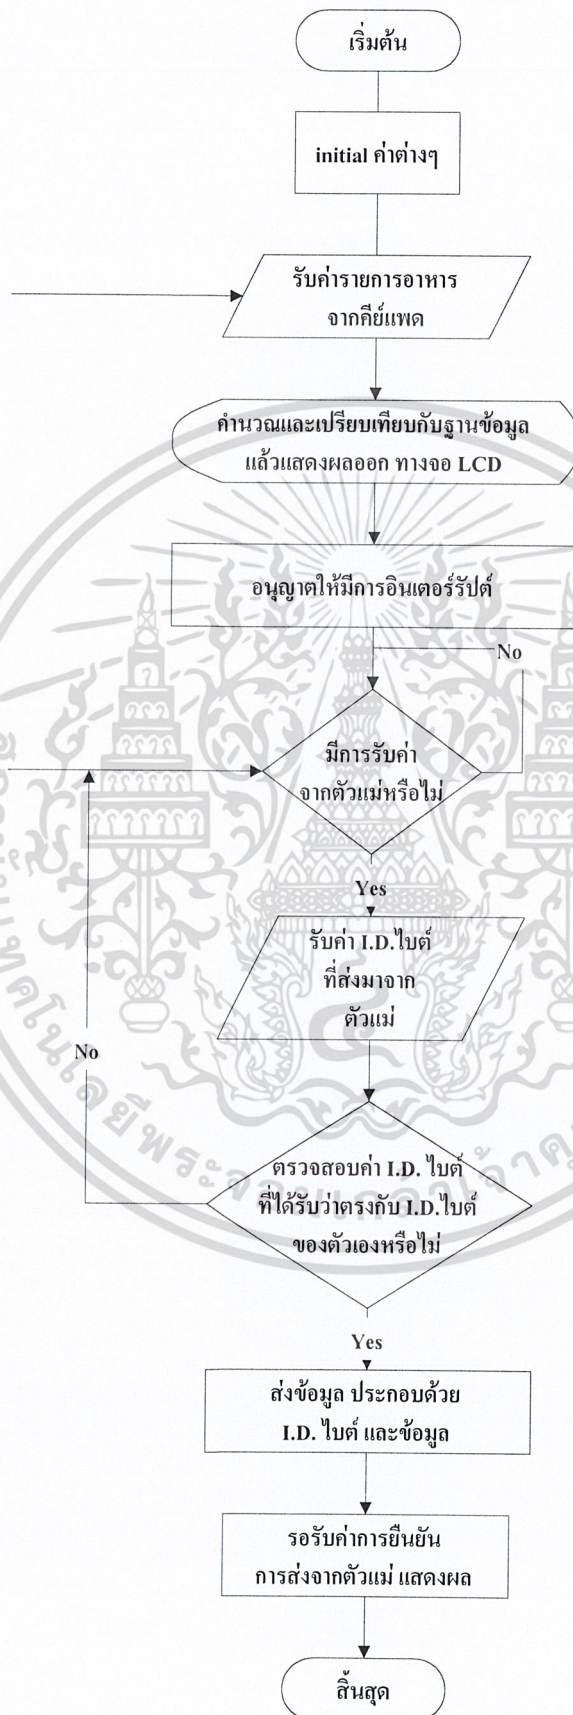 เริ่มต้น
initial ค่าต่างๆ
รับค่ารายการอาหาร
จากคีย์แพด
คำนวณและเปรียบเทียบกับฐานข้อมูล
แล้วแสดงผลออก ทางจอ LCD
อนุญาตให้มีการอินเตอร์รัปต์
No
มีการรับค่า
จากตัวแม่หรือไม่
Yes
รับค่า I.D.ไบต์
ที่ส่งมาจาก
ตัวแม่
No
ตรวจสอบค่า I.D. ไบต์
ที่ได้รับว่าตรงกับ I.D.ไบต์
ของตัวเองหรือไม่
Yes
ส่งข้อมูล ประกอบด้วย
I.D. ไบต์ และข้อมูล
รอรับค่าการยืนยัน
การส่งจากตัวแม่ แสดงผล
สิ้นสุด